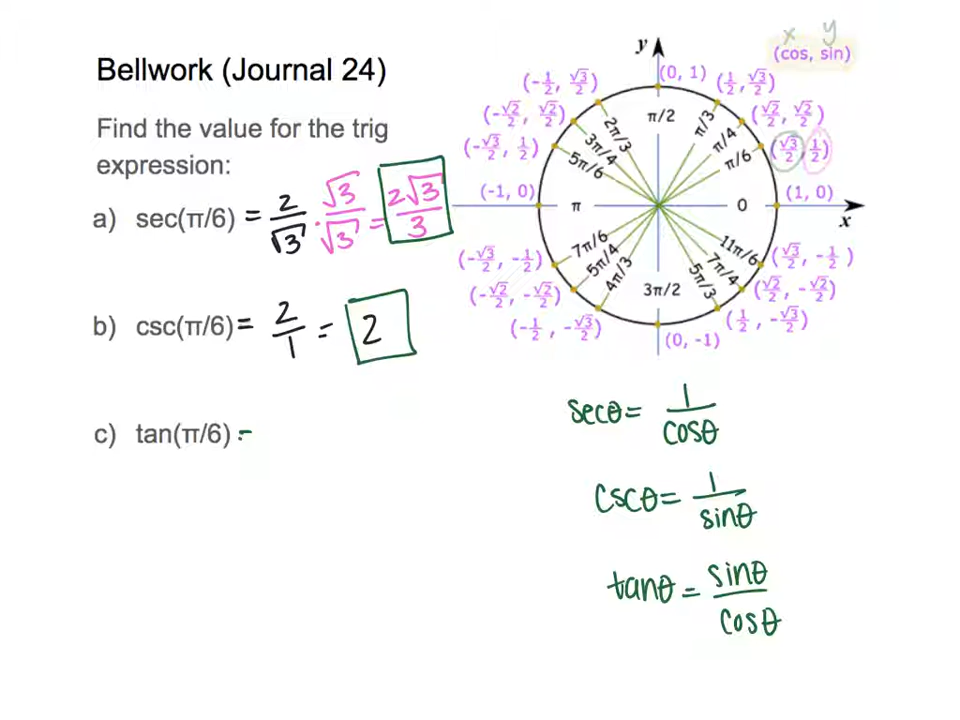 Bellwork (Journal 24)
Find the value for the trig
expression:
a) sec(π/6) = 2/√3 · √3/√3 = 2√3/3
b) csc(π/6) = 2/1 = 2
c) tan(π/6) =
x y
(cos, sin)
y
(0, 1)
(-1/2, √3/2)
(1/2, √3/2)
(-√2/2, √2/2)
(√2/2, √2/2)
(-√3/2, 1/2)
(√3/2, 1/2)
(-1, 0)
(1, 0)
x
π/2
2π/3
π/3
3π/4
π/4
5π/6
π/6
π
0
7π/6
11π/6
5π/4
7π/4
4π/3
5π/3
3π/2
(-√3/2, -1/2)
(√3/2, -1/2)
(-√2/2, -√2/2)
(√2/2, -√2/2)
(-1/2, -√3/2)
(1/2, -√3/2)
(0, -1)
secθ = 1/cosθ
cscθ = 1/sinθ
tanθ = sinθ/cosθ